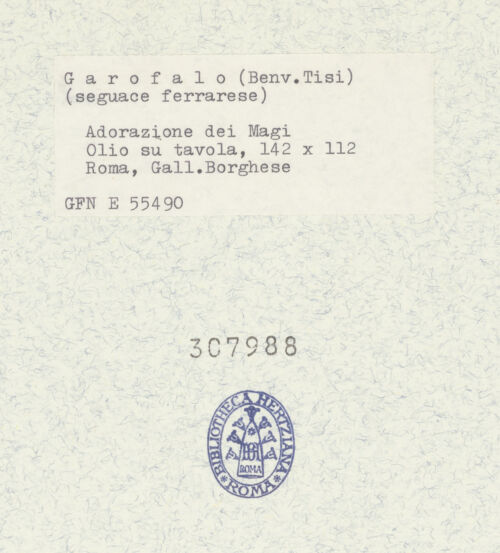 G a r o f a l o (Benv.Tisi)
(seguace ferrarese)
Adorazione dei Magi
Olio su tavola, 142 x 112
Roma, Gall.Borghese
GFN E 55490
307988
BIBLIOTHECA HERTZIANA
ROMA
* ROMA *